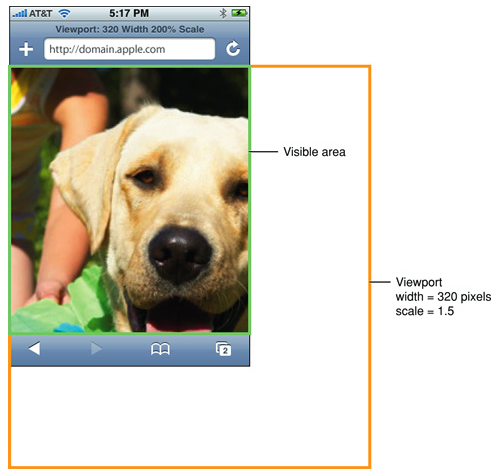 AT&T 5:17 PM
Viewport: 320 Width 200% Scale
http://domain.apple.com
Visible area
Viewport
width = 320 pixels
scale = 1.5
2